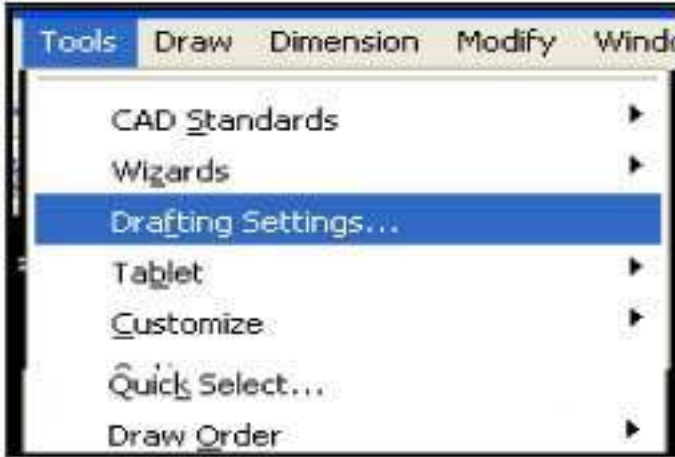 Tools Draw Dimension Modify
CAD Standards
Wizards
Drafting Settings...
Tablet
Customize
Quick Select...
Draw Order